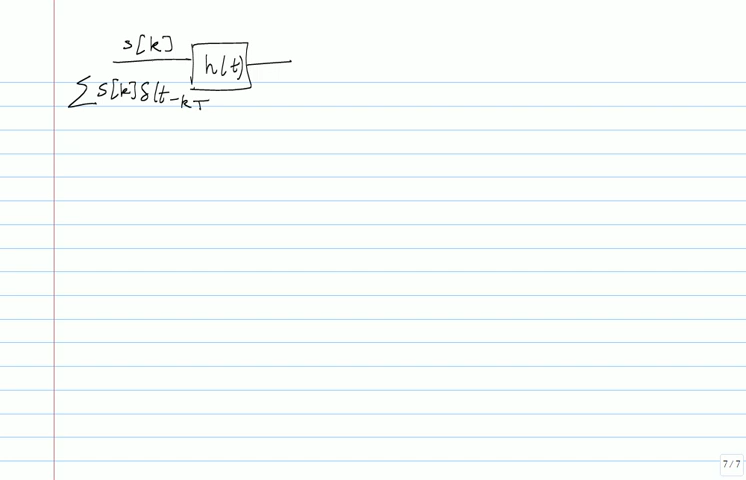 s[k]
h(t)
∑ s[k] δ(t-kT
7/7